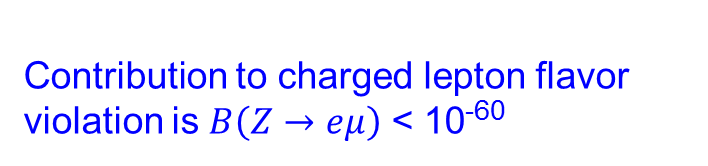 Contribution to charged lepton flavor
violation is 𝐵(𝑍 → 𝑒𝜇) < 10⁻⁶⁰